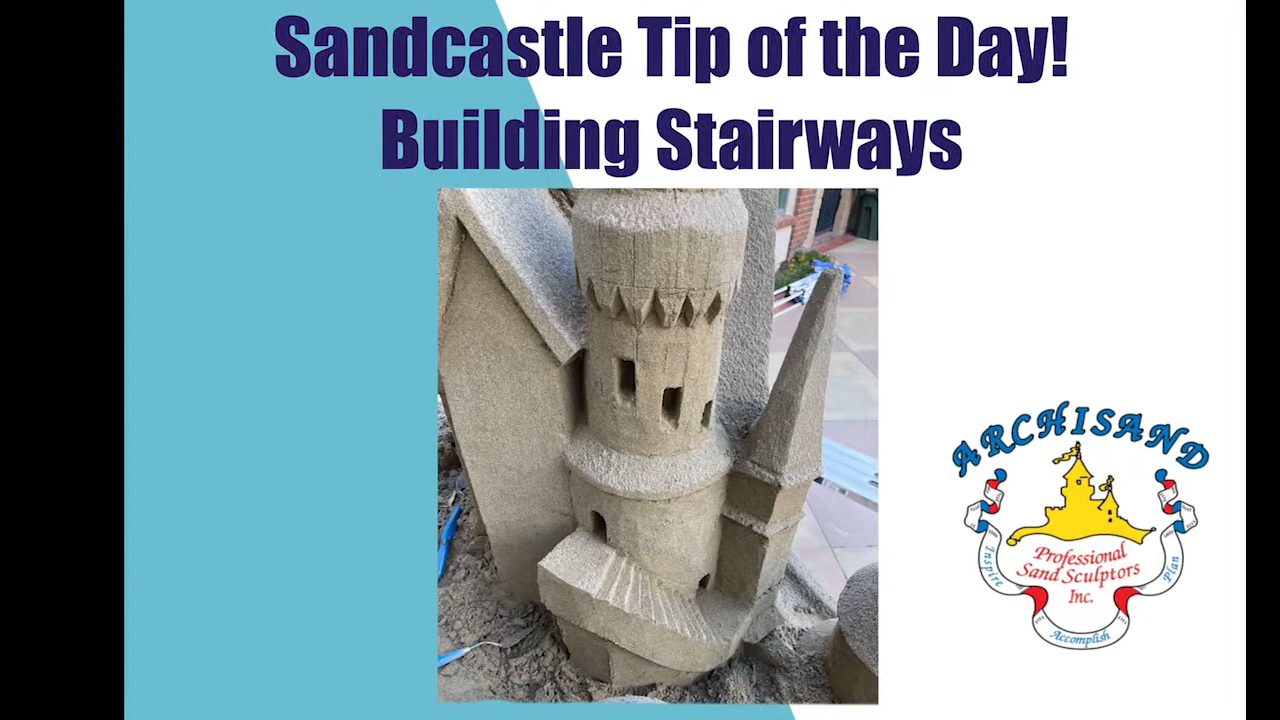 Sandcastle Tip of the Day!
Building Stairways
ARCHISAND
Professional
Sand Sculptors
Inc.
Inspire
Plan
Accomplish